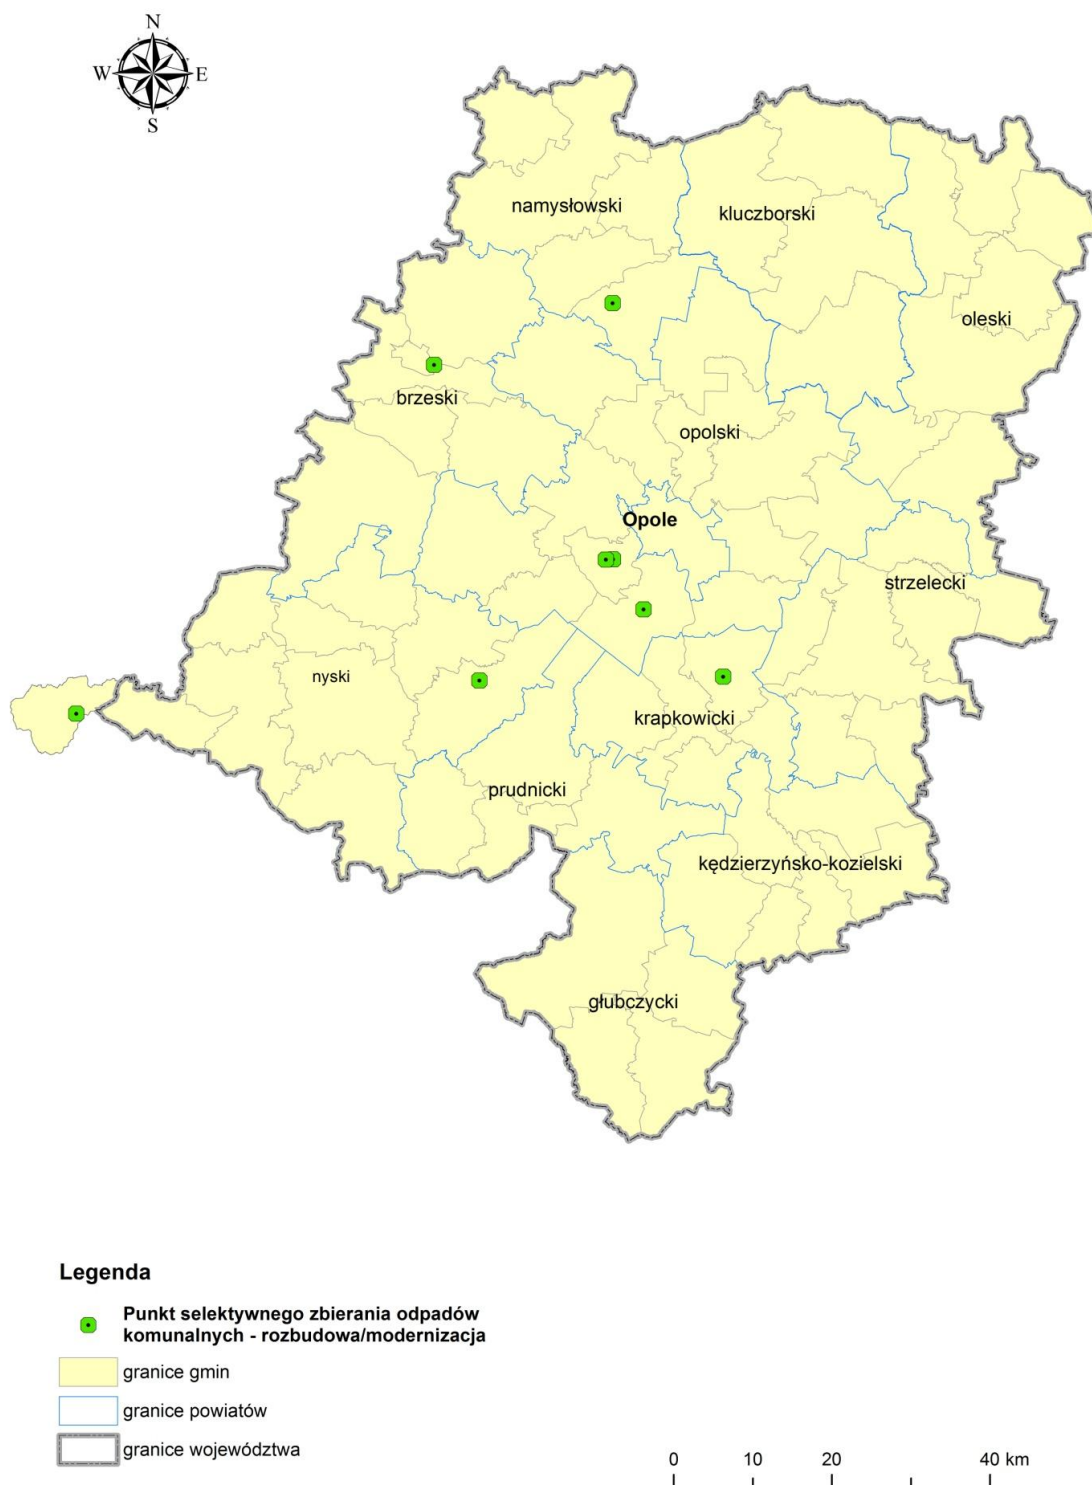 N
W E
S
namysłowski
kluczborski
oleski
brzeski
opolski
Opole
strzelecki
nyski
krapkowicki
prudnicki
kędzierzyńsko-kozielski
głubczycki
Legenda
Punkt selektywnego zbierania odpadów
komunalnych - rozbudowa/modernizacja
granice gmin
granice powiatów
granice województwa
0 10 20 40 km